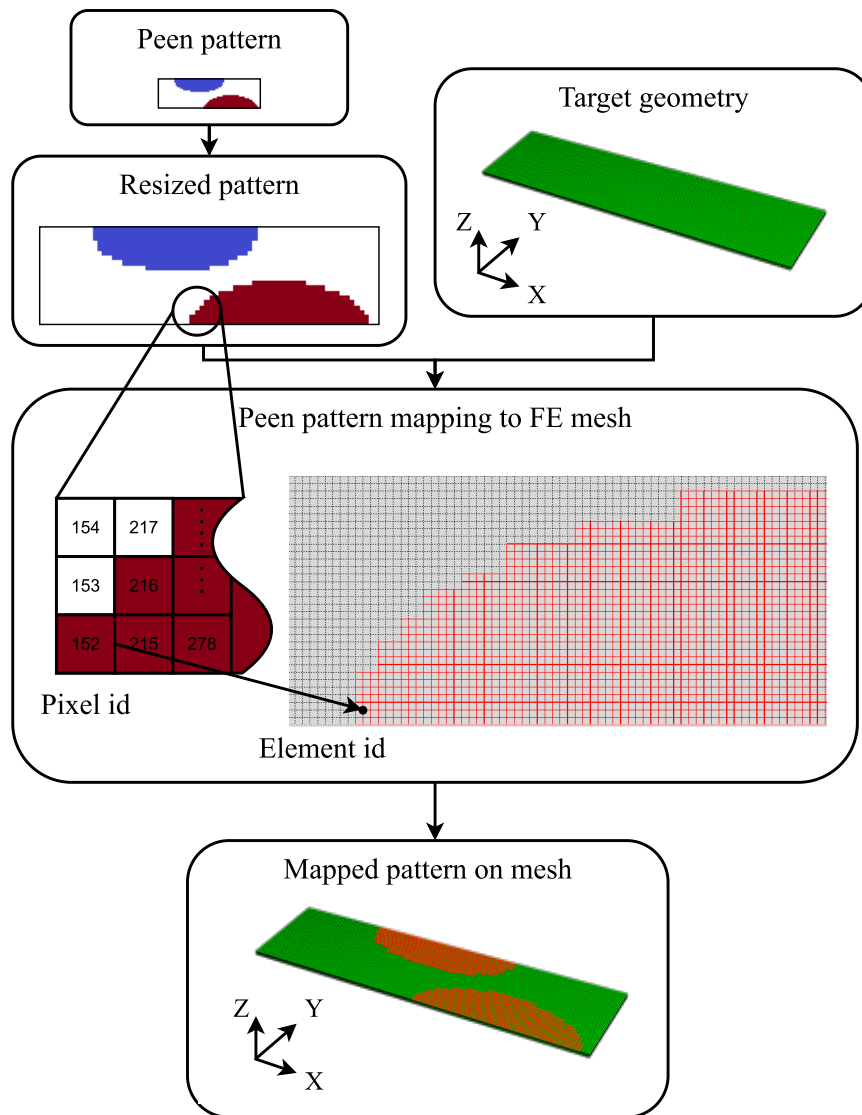 Peen pattern
Target geometry
Z
Y
X
Resized pattern
Peen pattern mapping to FE mesh
154 217
153 216
152 215 278
Pixel id
Element id
Mapped pattern on mesh
Z
Y
X